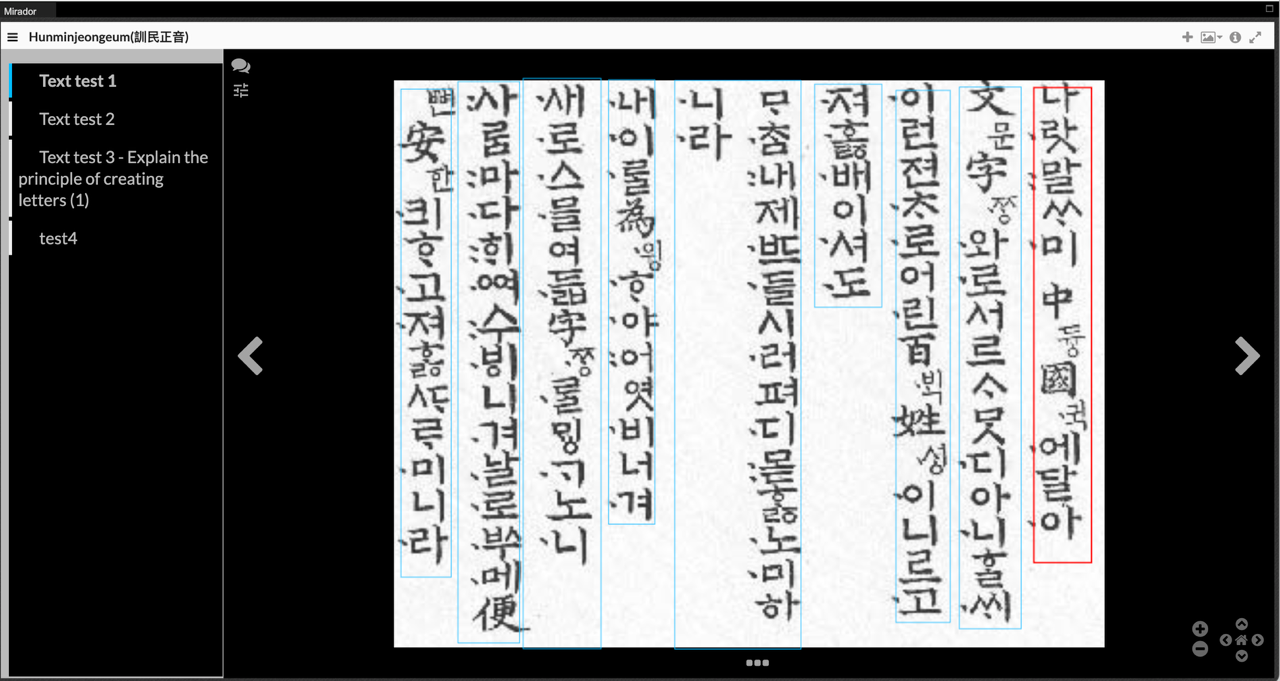 Mirador
Hunminjeongeum(訓民正音)
Text test 1
Text test 2
Text test 3 - Explain the
principle of creating
letters (1)
test4
나랏말ᄊᆞ미中듕國귁에달아
文문字ᄍᆞᆼ와로서르ᄉᆞᄆᆞᆺ디아니ᄒᆞᆯᄊᆡ
이런젼ᄎᆞ로어린百ᄇᆡᆨ姓셩이니르고
져ᄒᆞᇙ배이셔도
ᄆᆞᄎᆞᆷ내제ᄠᅳ들시러펴디몯ᄒᆞᇙ노미하
니라
내이ᄅᆞᆯ為윙ᄒᆞ야어엿비너겨
새로스믈여듧字ᄍᆞᆼᄅᆞᆯᄆᆡᇰᄀᆞ노니
사ᄅᆞᆷ마다ᄒᆡᅇᅧ수ᄫᅵ니겨날로ᄡᅮ메便
뼌安ᅙᅡᆫ킈ᄒᆞ고져ᄒᆞᇙᄯᆞᄅᆞ미니라